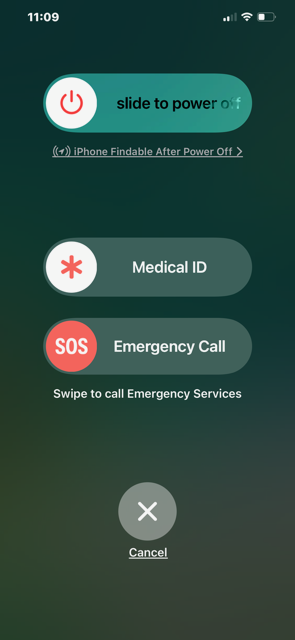 11:09
slide to power off
iPhone Findable After Power Off
Medical ID
SOS
Emergency Call
Swipe to call Emergency Services
Cancel